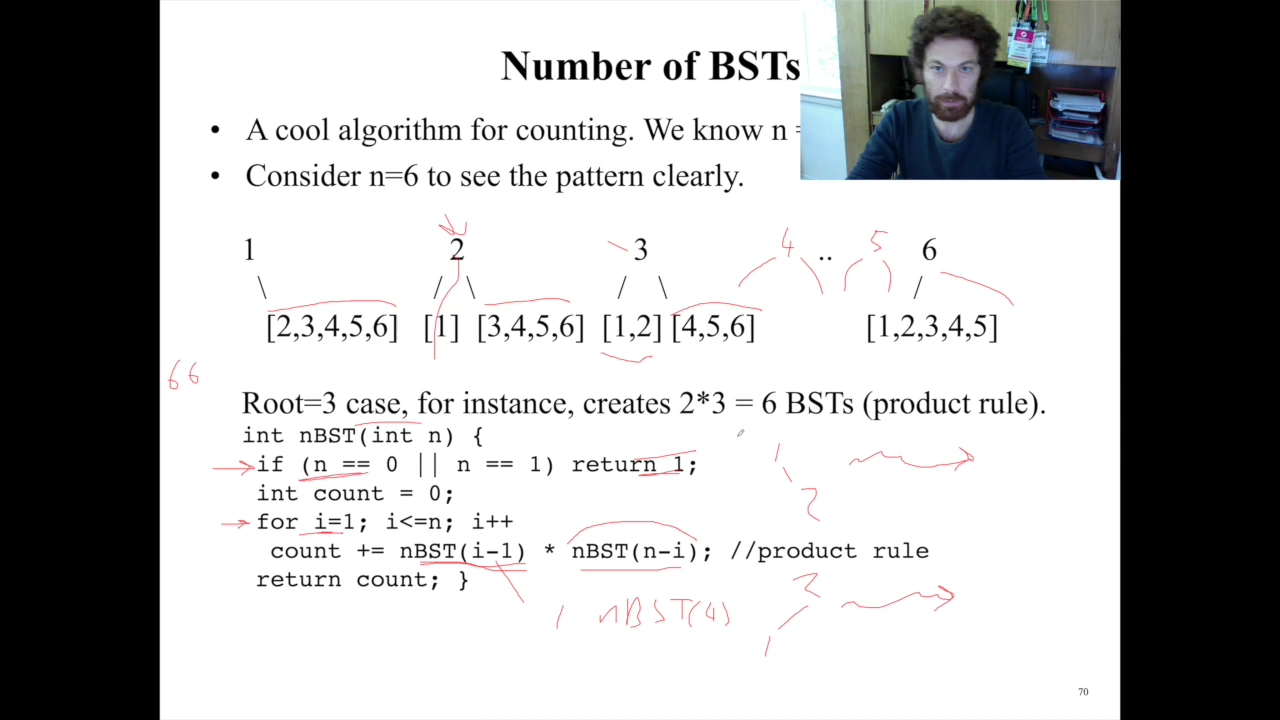 Number of BSTs
• A cool algorithm for counting. We know n =
• Consider n=6 to see the pattern clearly.
1 2 3 4 .. 5 6
[2,3,4,5,6] [1] [3,4,5,6] [1,2] [4,5,6] [1,2,3,4,5]
66
Root=3 case, for instance, creates 2*3 = 6 BSTs (product rule).
int nBST(int n) {
if (n == 0 || n == 1) return 1;
int count = 0;
for i=1; i<=n; i++
count += nBST(i-1) * nBST(n-i); //product rule
return count; }
1
2
2
1
1 nBST(4)
70